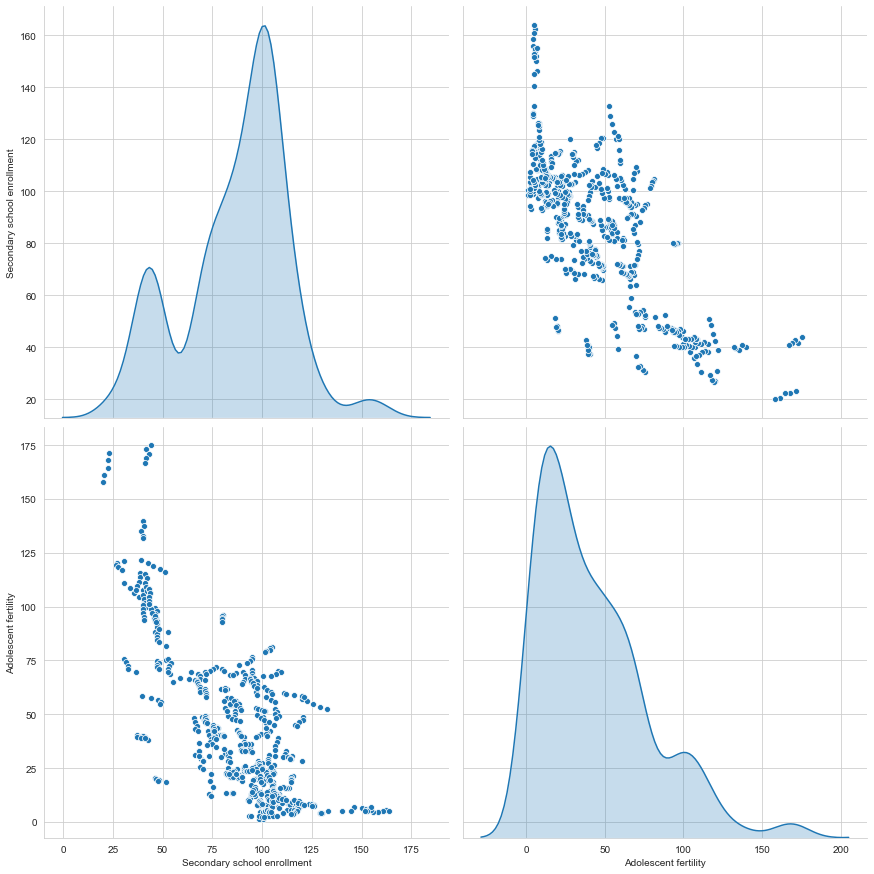 160
140
120
100
80
60
40
20
Secondary school enrollment
175
150
125
100
75
50
25
0
Adolescent fertility
0 25 50 75 100 125 150 175
Secondary school enrollment
0 50 100 150 200
Adolescent fertility